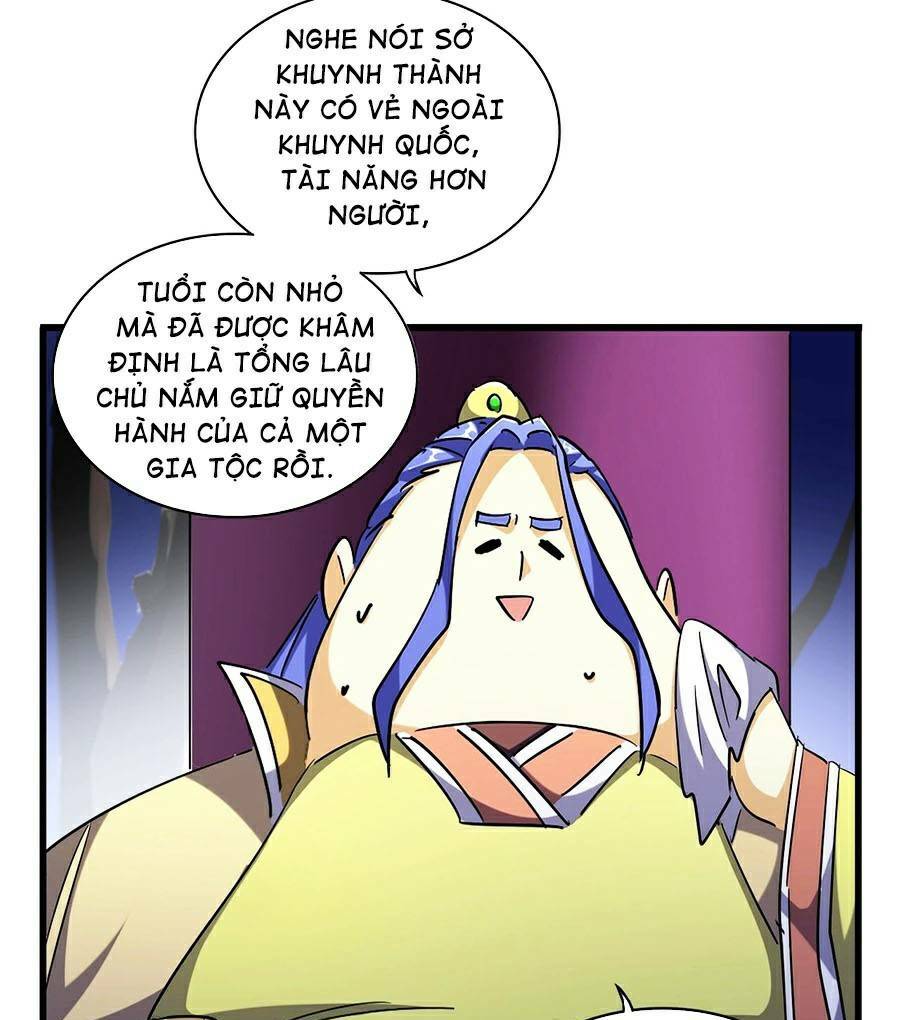 NGHE NÓI SỞ
KHUYNH THÀNH
NÀY CÓ VẺ NGOÀI
KHUYNH QUỐC,
TÀI NĂNG HƠN
NGƯỜI,
TUỔI CÒN NHỎ
MÀ ĐÃ ĐƯỢC KHÂM
ĐỊNH LÀ TỔNG LÂU
CHỦ NẮM GIỮ QUYỀN
HÀNH CỦA CẢ MỘT
GIA TỘC RỒI.